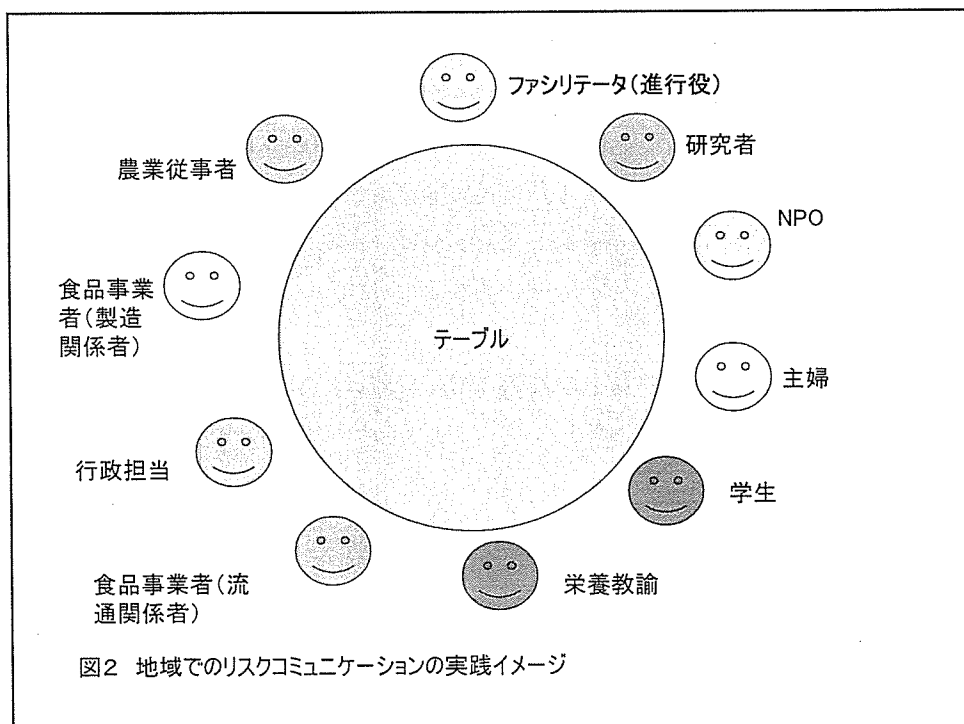 ファシリテータ(進行役)
研究者
農業従事者
NPO
食品事業
者(製造
関係者)
テーブル
主婦
行政担当
学生
食品事業者(流
通関係者)
栄養教諭
図2 地域でのリスクコミュニケーションの実践イメージ